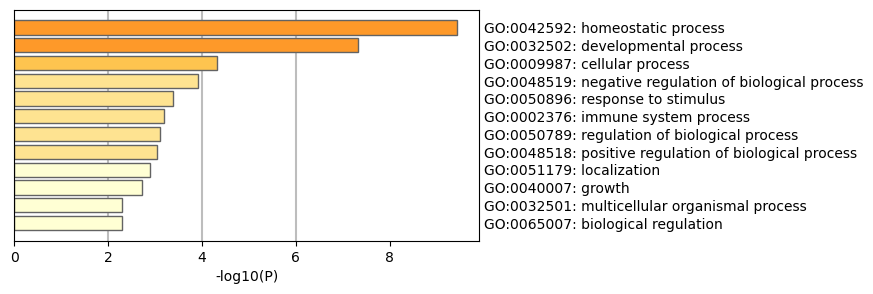 GO:0042592: homeostatic process
GO:0032502: developmental process
GO:0009987: cellular process
GO:0048519: negative regulation of biological process
GO:0050896: response to stimulus
GO:0002376: immune system process
GO:0050789: regulation of biological process
GO:0048518: positive regulation of biological process
GO:0051179: localization
GO:0040007: growth
GO:0032501: multicellular organismal process
GO:0065007: biological regulation
0 2 4 6 8
-log10(P)